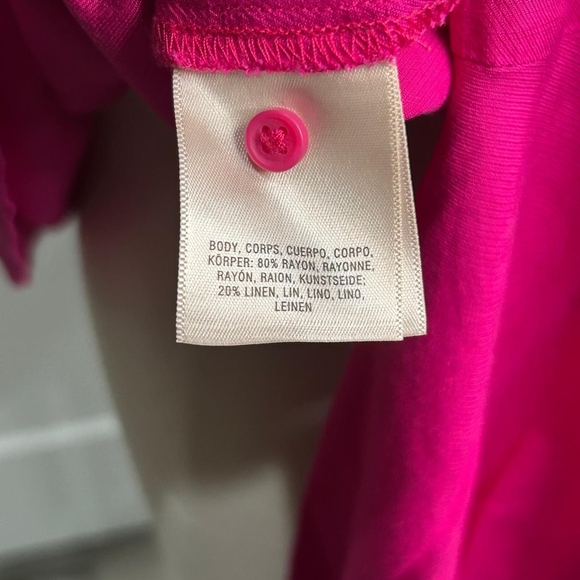 BODY, CORPS, CUERPO, CORPO,
KÖRPER: 80% RAYON, RAYONNE,
RAYÓN, RAION, KUNSTSEIDE;
20% LINEN, LIN, LINO, LINO,
LEINEN